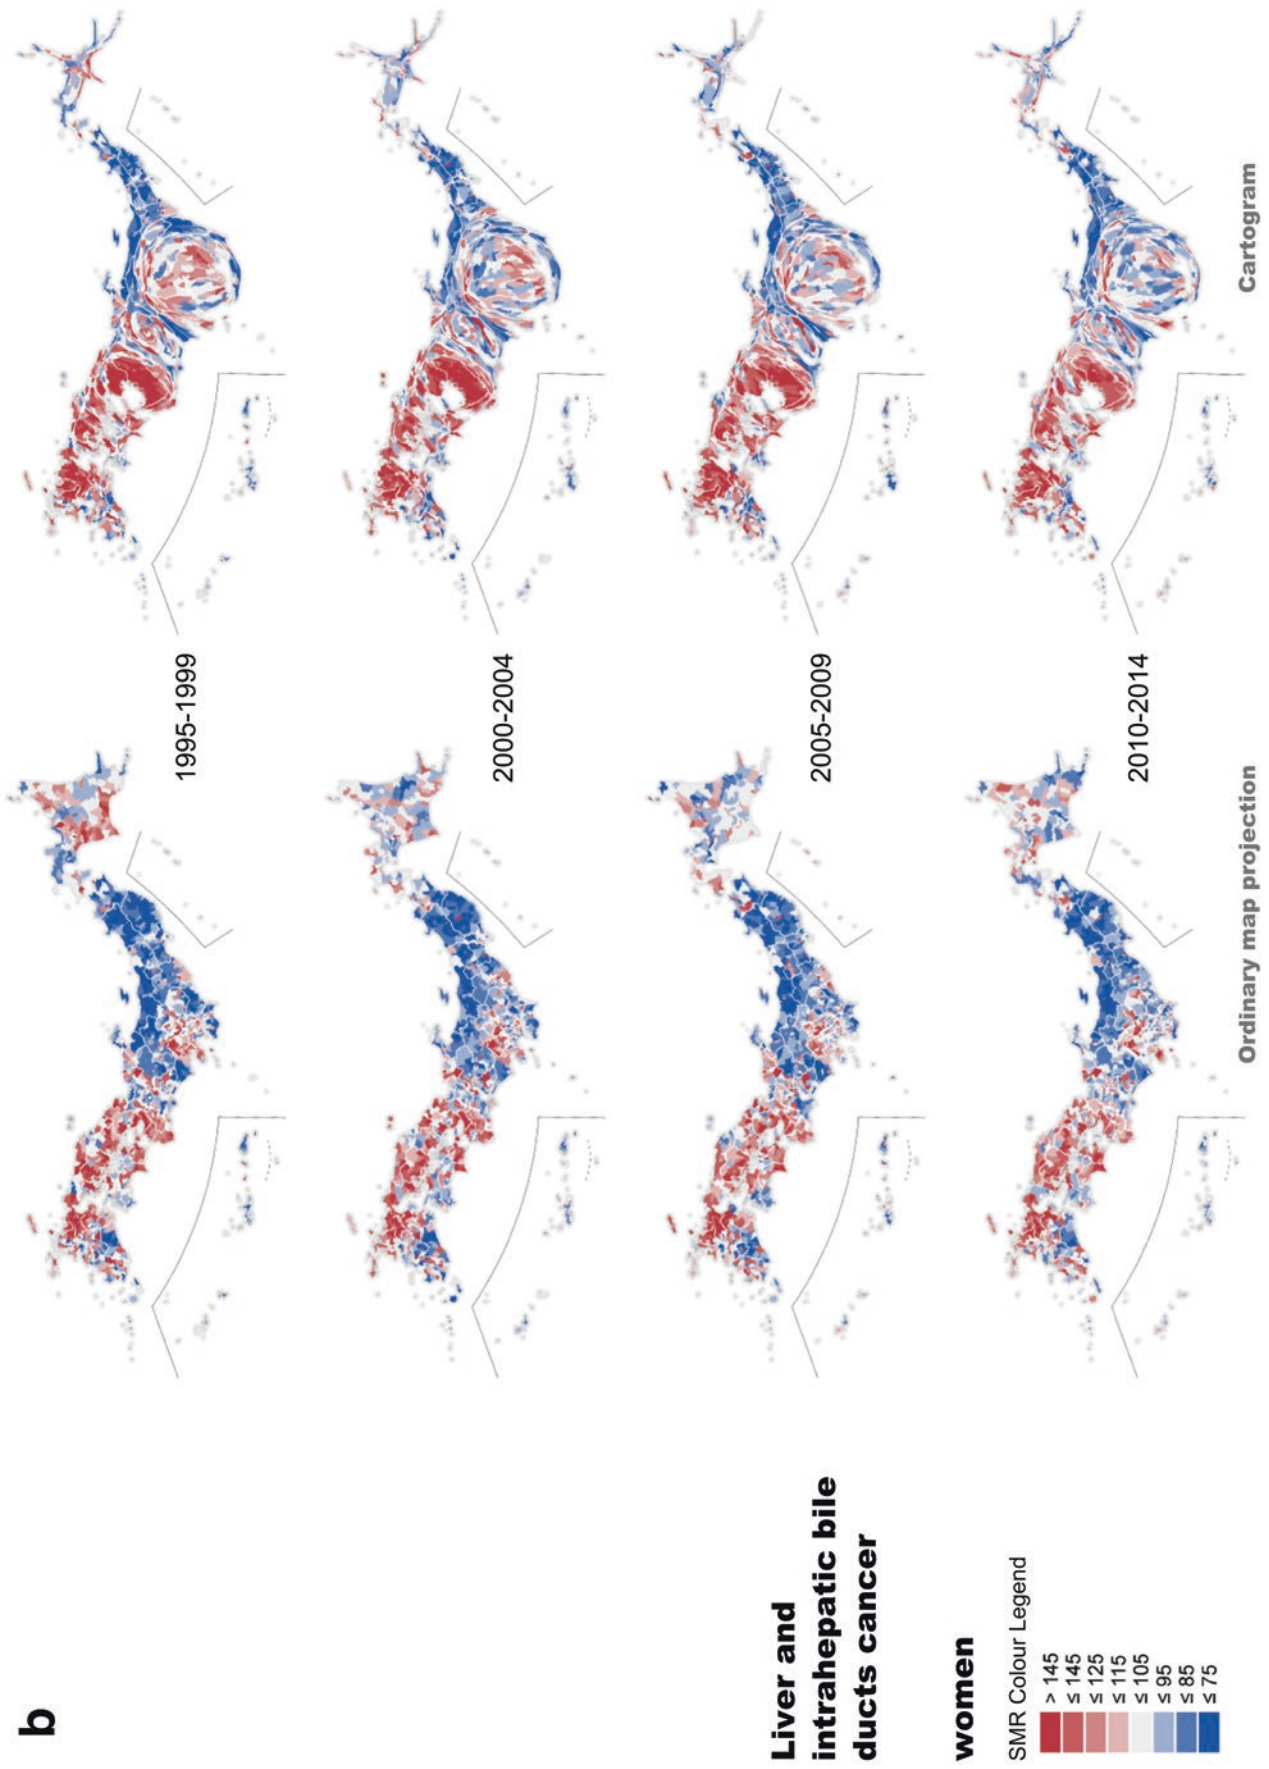 b
Liver and
intrahepatic bile
ducts cancer
women
SMR Colour Legend
> 145
≤ 145
≤ 125
≤ 115
≤ 105
≤ 95
≤ 85
≤ 75
1995-1999
2000-2004
2005-2009
2010-2014
Ordinary map projection
Cartogram